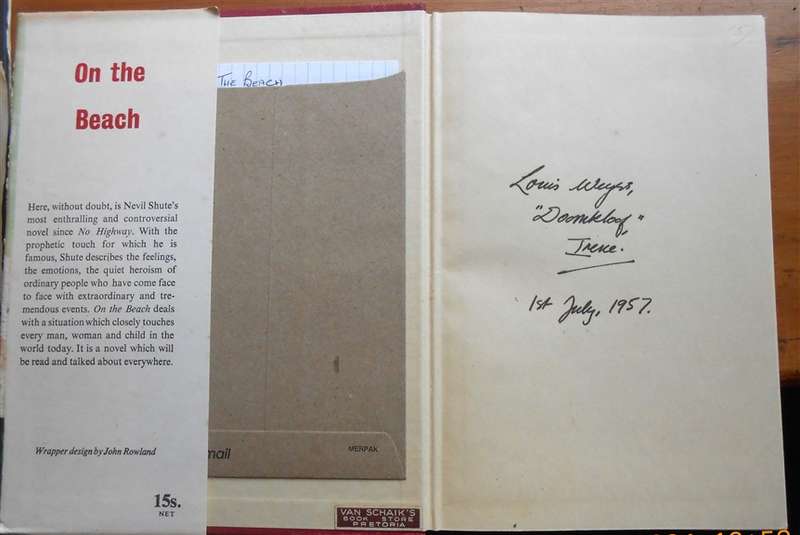 On the
Beach
Here, without doubt, is Nevil Shute's
most enthralling and controversial
novel since No Highway. With the
prophetic touch for which he is
famous, Shute describes the feelings,
the emotions, the quiet heroism of
ordinary people who have come face
to face with extraordinary and tre-
mendous events. On the Beach deals
with a situation which closely touches
every man, woman and child in the
world today. It is a novel which will
be read and talked about everywhere.
Wrapper design by John Rowland
15s.
NET
THE BEACH
mail
MERPAK
VAN SCHAIK'S
BOOK STORE
PRETORIA
Louis Weyers,
"Doornkloof"
Irene.
1st July, 1957.